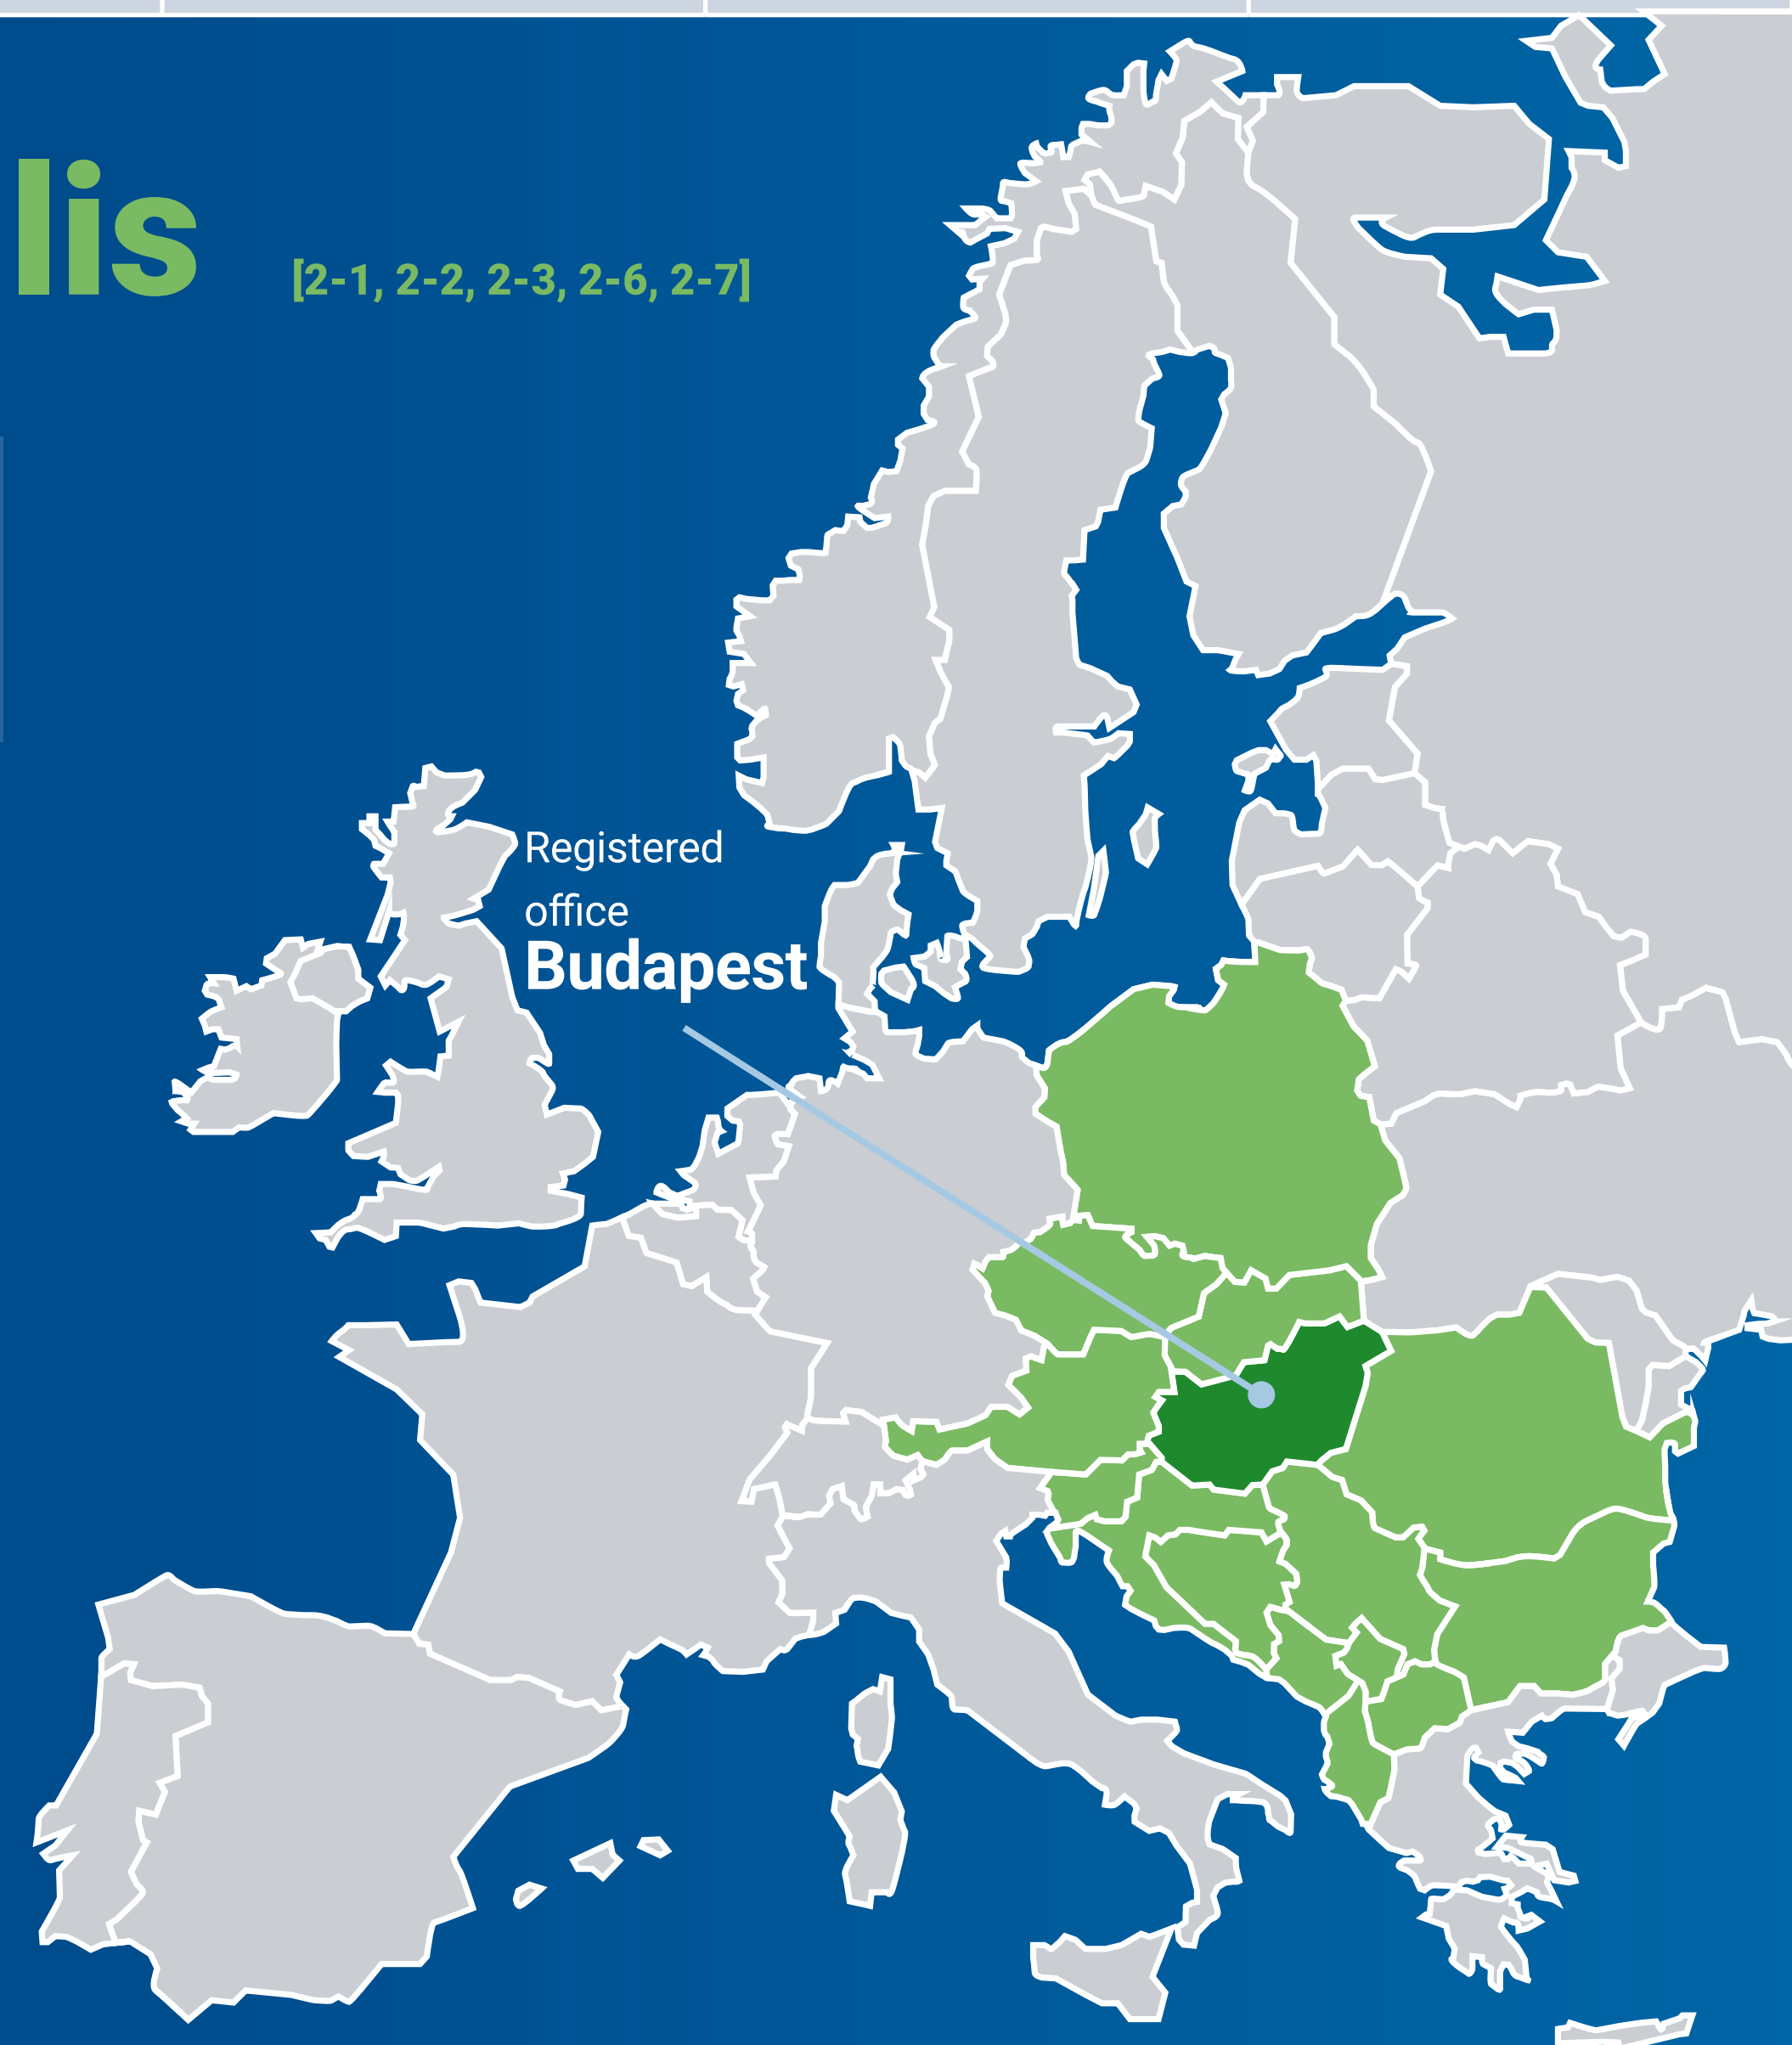 lis
[2-1, 2-2, 2-3, 2-6, 2-7]
Registered
office
Budapest